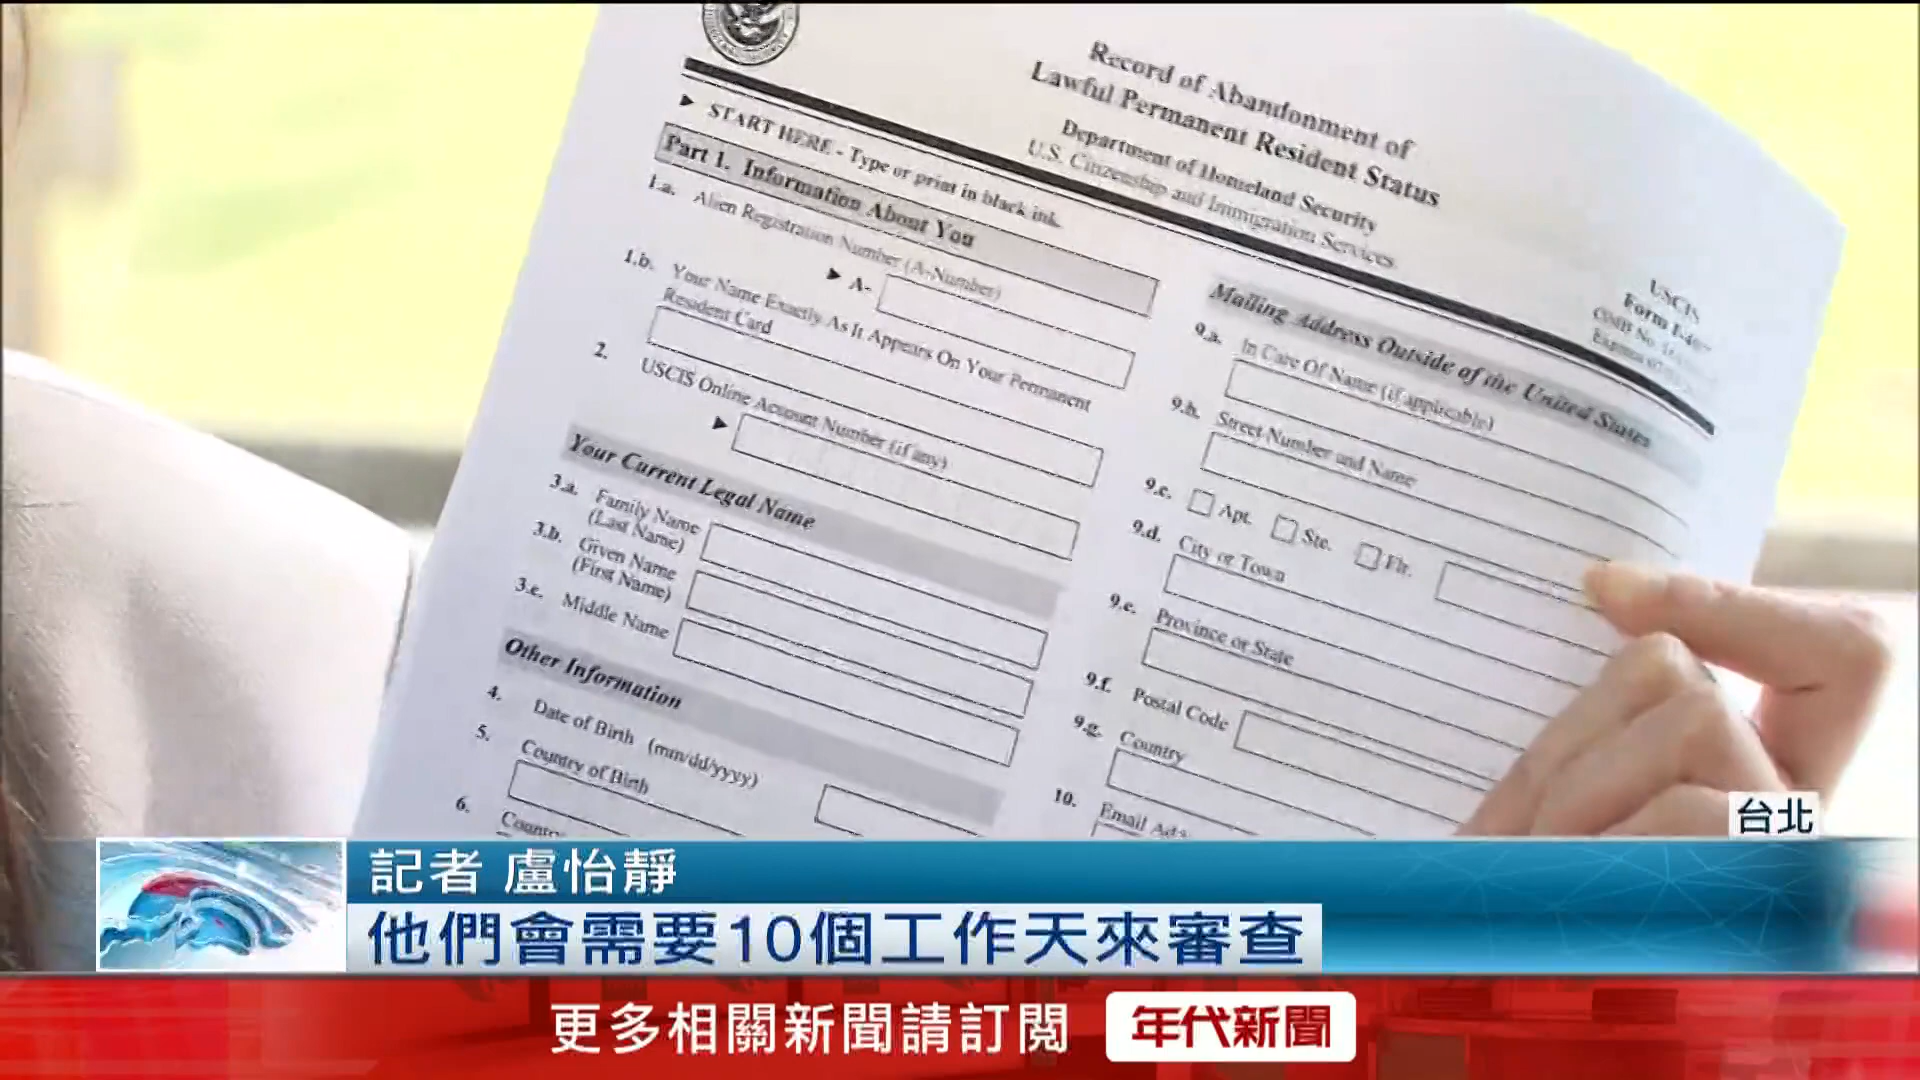 Record of Abandonment of
Lawful Permanent Resident Status
Department of Homeland Security
U.S. Citizenship and Immigration Services
USCIS
► START HERE - Type or print in black ink.
Part 1. Information About You
1.a. Alien Registration Number (A-Number)
► A-
1.b. Your Name Exactly As It Appears On Your Permanent
Resident Card
2. USCIS Online Account Number (if any)
►
Your Current Legal Name
3.a. Family Name
(Last Name)
3.b. Given Name
(First Name)
3.c. Middle Name
Other Information
4. Date of Birth (mm/dd/yyyy)
5. Country of Birth
6.
Mailing Address Outside of the United States
9.a. In Care Of Name (if applicable)
9.b. Street Number and Name
9.c. Apt. Ste. Flr.
9.d. City or Town
9.e. Province or State
9.f. Postal Code
9.g. Country
10. Email
台北
記者 盧怡靜
他們會需要10個工作天來審查
更多相關新聞請訂閱 年代新聞